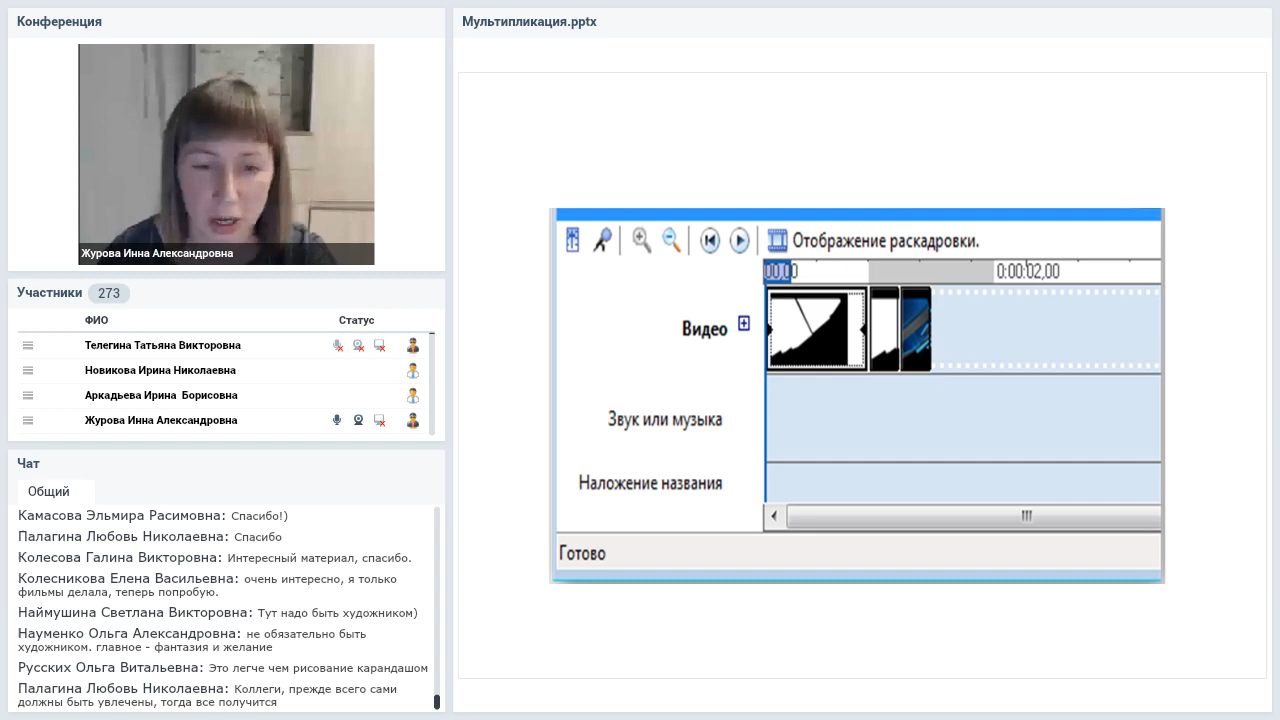 Конференция
Журова Инна Александровна
Участники 273
ФИО Статус
Телегина Татьяна Викторовна
Новикова Ирина Николаевна
Аркадьева Ирина Борисовна
Журова Инна Александровна
Чат
Общий
Камасова Эльмира Расимовна: Спасибо!)
Палагина Любовь Николаевна: Спасибо
Колесова Галина Викторовна: Интересный материал, спасибо.
Колесникова Елена Васильевна: очень интересно, я только
фильмы делала, теперь попробую.
Наймушина Светлана Викторовна: Тут надо быть художником)
Науменко Ольга Александровна: не обязательно быть
художником. главное - фантазия и желание
Русских Ольга Витальевна: Это легче чем рисование карандашом
Палагина Любовь Николаевна: Коллеги, прежде всего сами
должны быть увлечены, тогда все получится
Мультипликация.pptx
Отображение раскадровки.
00,00 0:00:02,00
Видео
Звук или музыка
Наложение названия
Готово